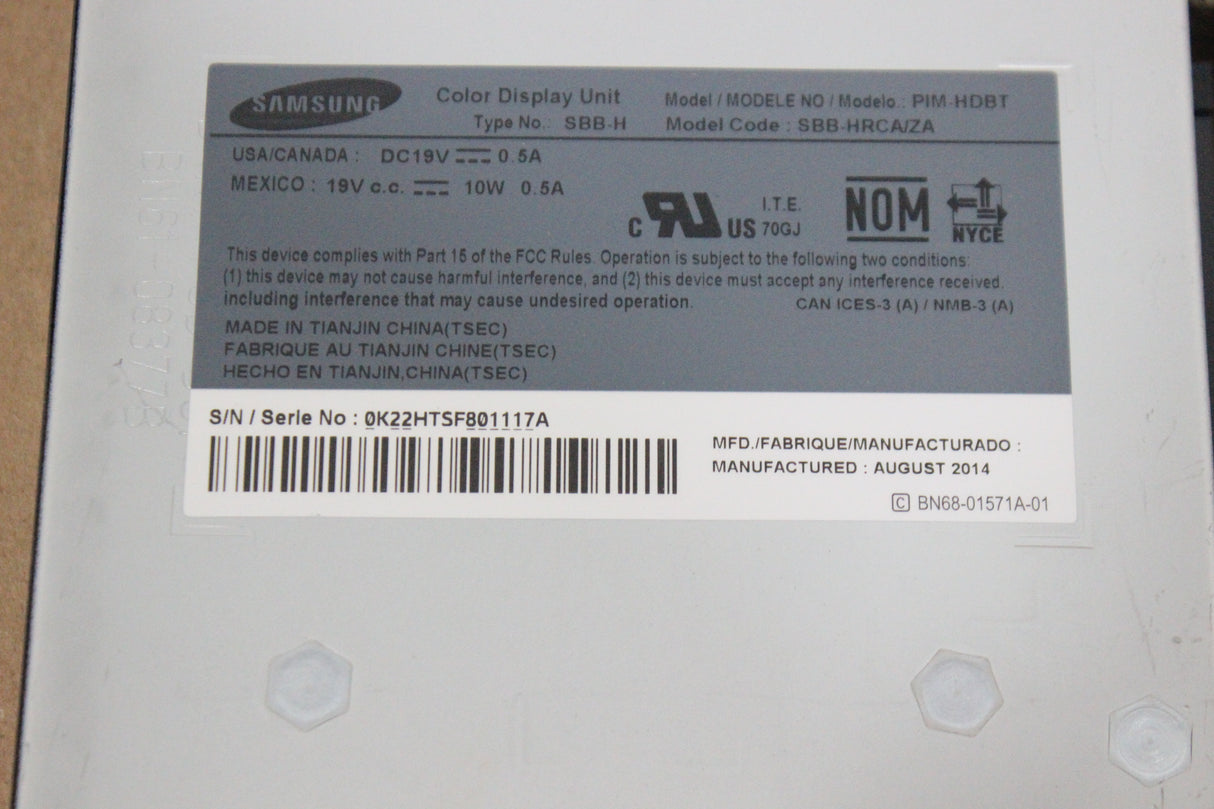 SAMSUNG
Color Display Unit
Type No.: SBB-H
Model / MODELE NO / Modelo.: PIM-HDBT
Model Code : SBB-HRCA/ZA
USA/CANADA : DC19V 0.5A
MEXICO : 19V c.c. 10W 0.5A
C RU US
I.T.E.
70GJ
NOM
NYCE
This device complies with Part 15 of the FCC Rules. Operation is subject to the following two conditions:
(1) this device may not cause harmful interference, and (2) this device must accept any interference received,
including interference that may cause undesired operation.
CAN ICES-3 (A) / NMB-3 (A)
MADE IN TIANJIN CHINA(TSEC)
FABRIQUE AU TIANJIN CHINE(TSEC)
HECHO EN TIANJIN,CHINA(TSEC)
S/N / Serie No : 0K22HTSF801117A
MFD./FABRIQUE/MANUFACTURADO :
MANUFACTURED : AUGUST 2014
C BN68-01571A-01